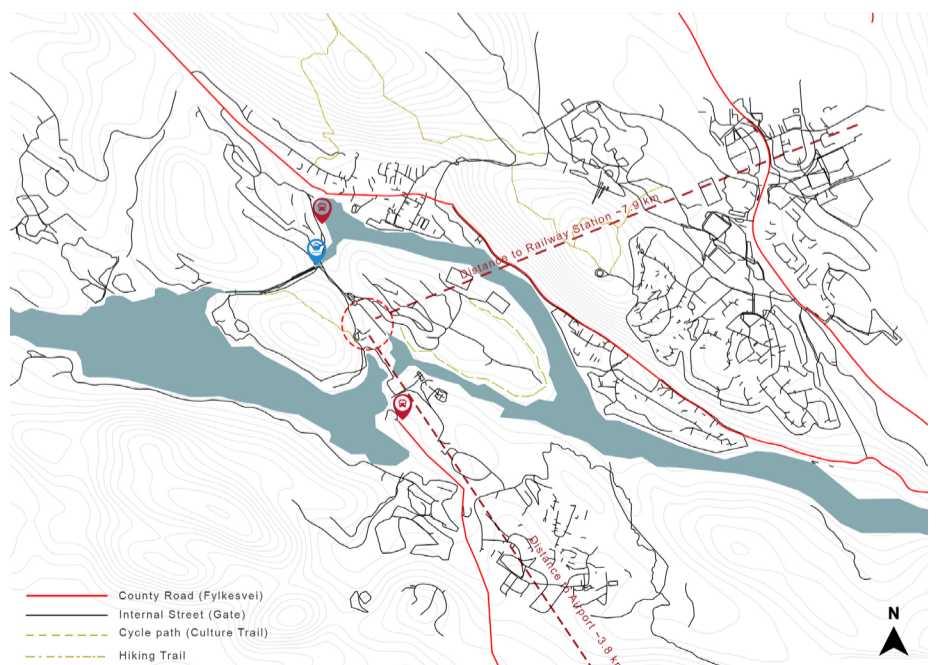 Distance to Railway Station ~7.9 km
Distance to Airport ~3.8 km
County Road (Fylkesvei)
Internal Street (Gate)
Cycle path (Culture Trail)
Hiking Trail
N